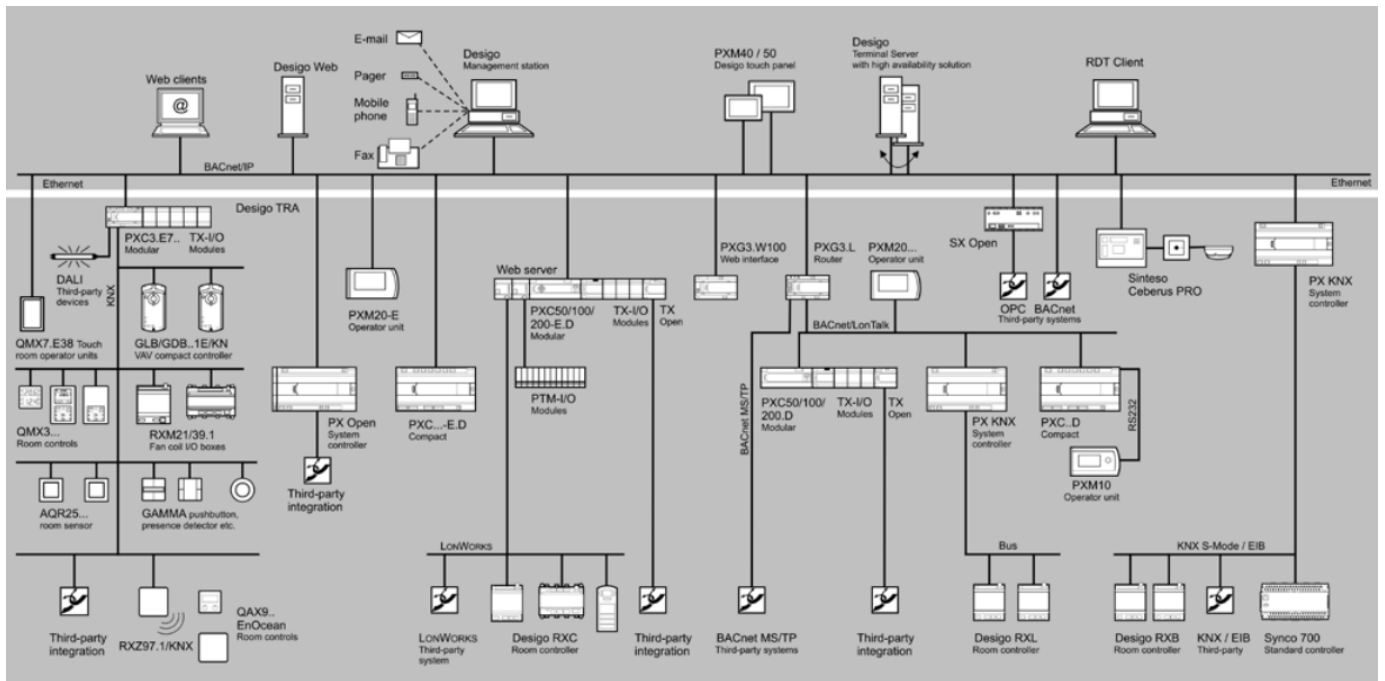 E-mail
Pager
Mobile
phone
Fax
Desigo
Management station
Web clients
@
Desigo Web
PXM40 / 50
Desigo touch panel
Desigo
Terminal Server
with high availability solution
RDT Client
BACnet/IP
Ethernet
Ethernet
Desigo TRA
PXC3.E7..
Modular
TX-I/O
Modules
DALI
Third-party
devices
KNX
QMX7.E38 Touch
room operator units
GLB/GDB..1E/KN
VAV compact controller
QMX3...
Room controls
RXM21/39.1
Fan coil I/O boxes
AQR25...
room sensor
GAMMA pushbutton,
presence detector etc.
Third-party
integration
RXZ97.1/KNX
QAX9..
EnOcean
Room controls
PX Open
System
controller
Third-party
integration
PXM20-E
Operator unit
PXC...-E.D
Compact
Web server
PXC50/100/
200-E.D
Modular
TX-I/O
Modules
TX
Open
PTM-I/O
Modules
LONWORKS
LONWORKS
Third-party
system
Desigo RXC
Room controller
Third-party
integration
PXG3.W100
Web interface
PXG3.L
Router
PXM20...
Operator unit
BACnet/LonTalk
BACnet MS/TP
PXC50/100/
200.D
Modular
TX-I/O
Modules
TX
Open
BACnet MS/TP
Third-party systems
Third-party
integration
PX KNX
System
controller
PXC..D
Compact
RS232
PXM10
Operator unit
Bus
Desigo RXL
Room controller
SX Open
OPC
BACnet
Third-party systems
Sinteso
Ceberus PRO
PX KNX
System
controller
KNX S-Mode / EIB
Desigo RXB
Room controller
KNX / EIB
Third-party
Synco 700
Standard controller